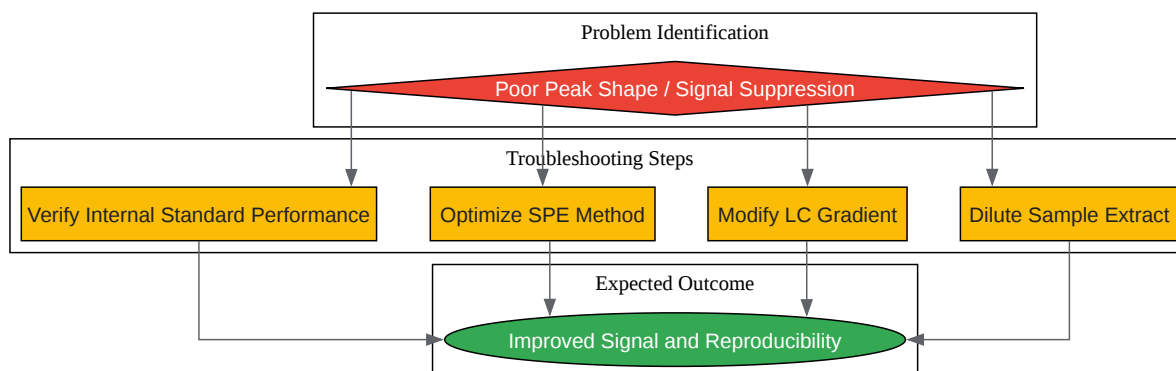 Problem Identification
Poor Peak Shape / Signal Suppression
Troubleshooting Steps
Verify Internal Standard Performance
Optimize SPE Method
Modify LC Gradient
Dilute Sample Extract
Expected Outcome
Improved Signal and Reproducibility